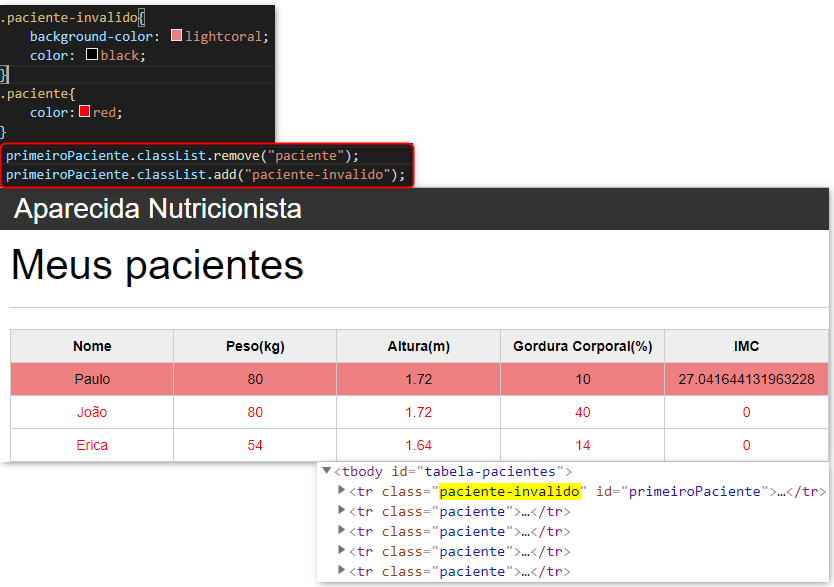 .paciente-invalido{
background-color: lightcoral;
color: black;
}
.paciente{
color: red;
}
primeiroPaciente.classList.remove("paciente");
primeiroPaciente.classList.add("paciente-invalido");
Aparecida Nutricionista
Meus pacientes
Nome Peso(kg) Altura(m) Gordura Corporal(%) IMC
Paulo 80 1.72 10 27.041644131963228
João 80 1.72 40 0
Erica 54 1.64 14 0
<tbody id="tabela-pacientes">
<tr class="paciente-invalido" id="primeiroPaciente">…</tr>
<tr class="paciente">…</tr>
<tr class="paciente">…</tr>
<tr class="paciente">…</tr>
<tr class="paciente">…</tr>